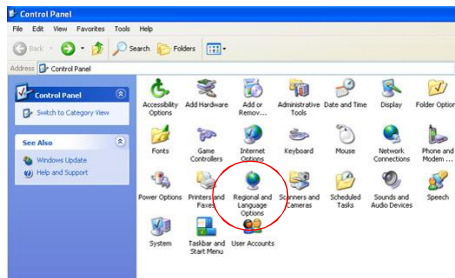 Control Panel
File Edit View Favorites Tools Help
Back Search Folders
Address Control Panel
Control Panel
Switch to Category View
See Also
Windows Update
Help and Support
Accessibility Options
Add Hardware
Add or Remov...
Administrative Tools
Date and Time
Display
Folder Option
Fonts
Game Controllers
Internet Options
Keyboard
Mouse
Network Connections
Phone and Modem ...
Power Options
Printers and Faxes
Regional and Language Options
Scanners and Cameras
Scheduled Tasks
Sounds and Audio Devices
Speech
System
Taskbar and Start Menu
User Accounts